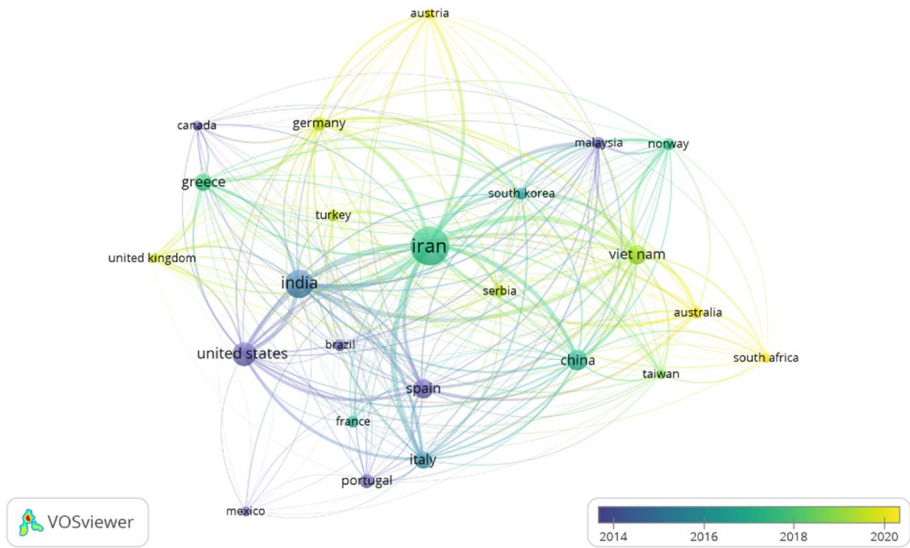 austria
canada
germany
malaysia
norway
greece
south korea
turkey
iran
viet nam
united kingdom
india
serbia
australia
united states
brazil
china
south africa
taiwan
spain
france
italy
portugal
mexico
VOSviewer
2014 2016 2018 2020